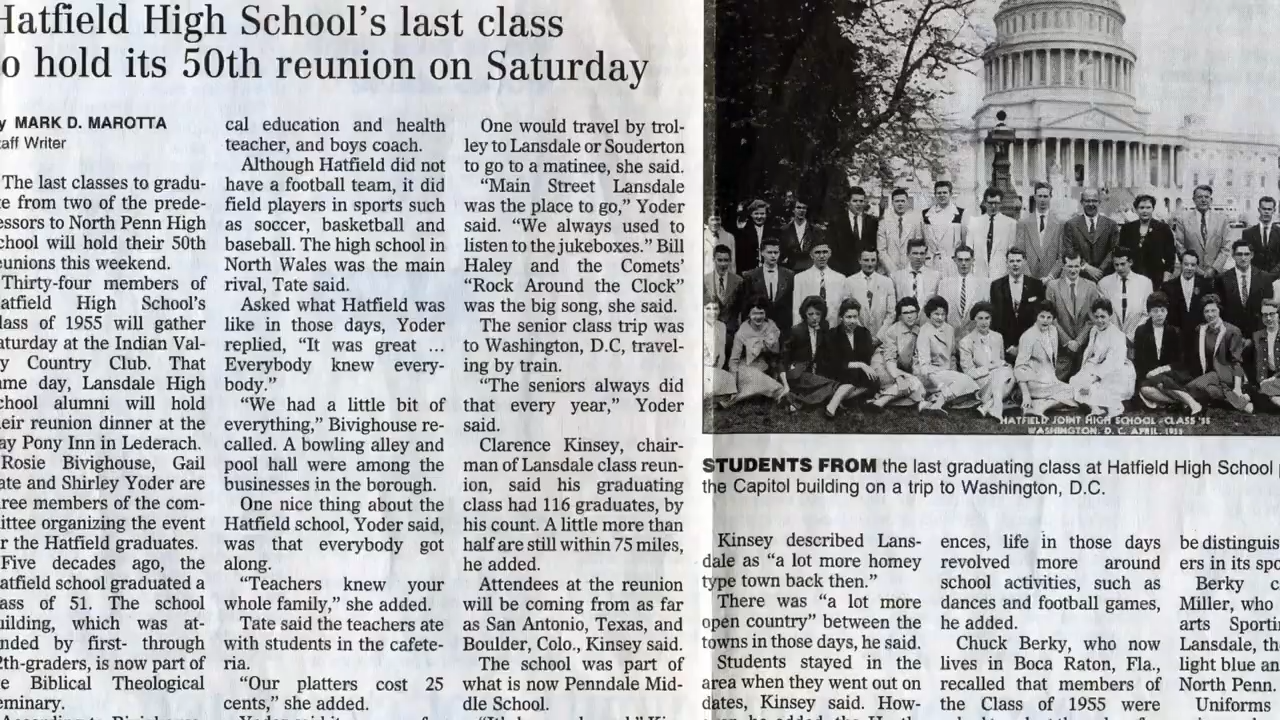 Hatfield High School's last class
o hold its 50th reunion on Saturday
y MARK D. MAROTTA
taff Writer
The last classes to gradu-
te from two of the prede-
essors to North Penn High
chool will hold their 50th
eunions this weekend.
Thirty-four members of
atfield High School's
lass of 1955 will gather
aturday at the Indian Val-
y Country Club. That
ame day, Lansdale High
chool alumni will hold
eir reunion dinner at the
ay Pony Inn in Lederach.
Rosie Bivighouse, Gail
ate and Shirley Yoder are
ree members of the com-
ittee organizing the event
r the Hatfield graduates.
Five decades ago, the
atfield school graduated a
ass of 51. The school
uilding, which was at-
nded by first- through
2th-graders, is now part of
e Biblical Theological
eminary.
cal education and health
teacher, and boys coach.
Although Hatfield did not
have a football team, it did
field players in sports such
as soccer, basketball and
baseball. The high school in
North Wales was the main
rival, Tate said.
Asked what Hatfield was
like in those days, Yoder
replied, "It was great ...
Everybody knew every-
body."
"We had a little bit of
everything," Bivighouse re-
called. A bowling alley and
pool hall were among the
businesses in the borough.
One nice thing about the
Hatfield school, Yoder said,
was that everybody got
along.
"Teachers knew your
whole family," she added.
Tate said the teachers ate
with students in the cafete-
ria.
"Our platters cost 25
cents," she added.
One would travel by trol-
ley to Lansdale or Souderton
to go to a matinee, she said.
"Main Street Lansdale
was the place to go," Yoder
said. "We always used to
listen to the jukeboxes." Bill
Haley and the Comets'
"Rock Around the Clock"
was the big song, she said.
The senior class trip was
to Washington, D.C, travel-
ing by train.
"The seniors always did
that every year," Yoder
said.
Clarence Kinsey, chair-
man of Lansdale class reun-
ion, said his graduating
class had 116 graduates, by
his count. A little more than
half are still within 75 miles,
he added.
Attendees at the reunion
will be coming from as far
as San Antonio, Texas, and
Boulder, Colo., Kinsey said.
The school was part of
what is now Penndale Mid-
dle School.
HATFIELD JOINT HIGH SCHOOL - CLASS '55
WASHINGTON, D. C. APRIL, 1955
STUDENTS FROM the last graduating class at Hatfield High School
the Capitol building on a trip to Washington, D.C.
Kinsey described Lans-
dale as "a lot more homey
type town back then."
There was "a lot more
open country" between the
towns in those days, he said.
Students stayed in the
area when they went out on
dates, Kinsey said. How-
ences, life in those days
revolved more around
school activities, such as
dances and football games,
he added.
Chuck Berky, who now
lives in Boca Raton, Fla.,
recalled that members of
the Class of 1955 were
be distinguis
ers in its spo
Berky c
Miller, who
arts Sportin
Lansdale, th
light blue an
North Penn.
Uniforms